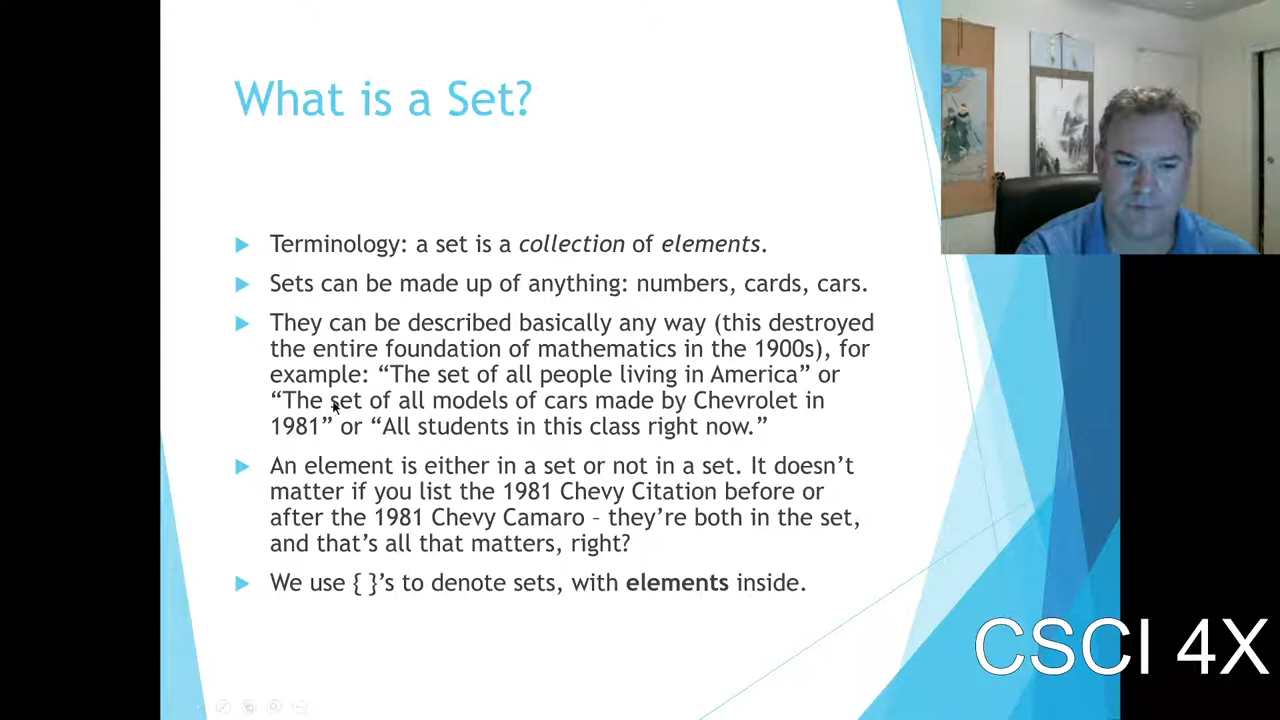 What is a Set?
Terminology: a set is a collection of elements.
Sets can be made up of anything: numbers, cards, cars.
They can be described basically any way (this destroyed
the entire foundation of mathematics in the 1900s), for
example: “The set of all people living in America” or
“The set of all models of cars made by Chevrolet in
1981” or “All students in this class right now.”
An element is either in a set or not in a set. It doesn’t
matter if you list the 1981 Chevy Citation before or
after the 1981 Chevy Camaro – they’re both in the set,
and that’s all that matters, right?
We use { }’s to denote sets, with elements inside.
CSCI 4X